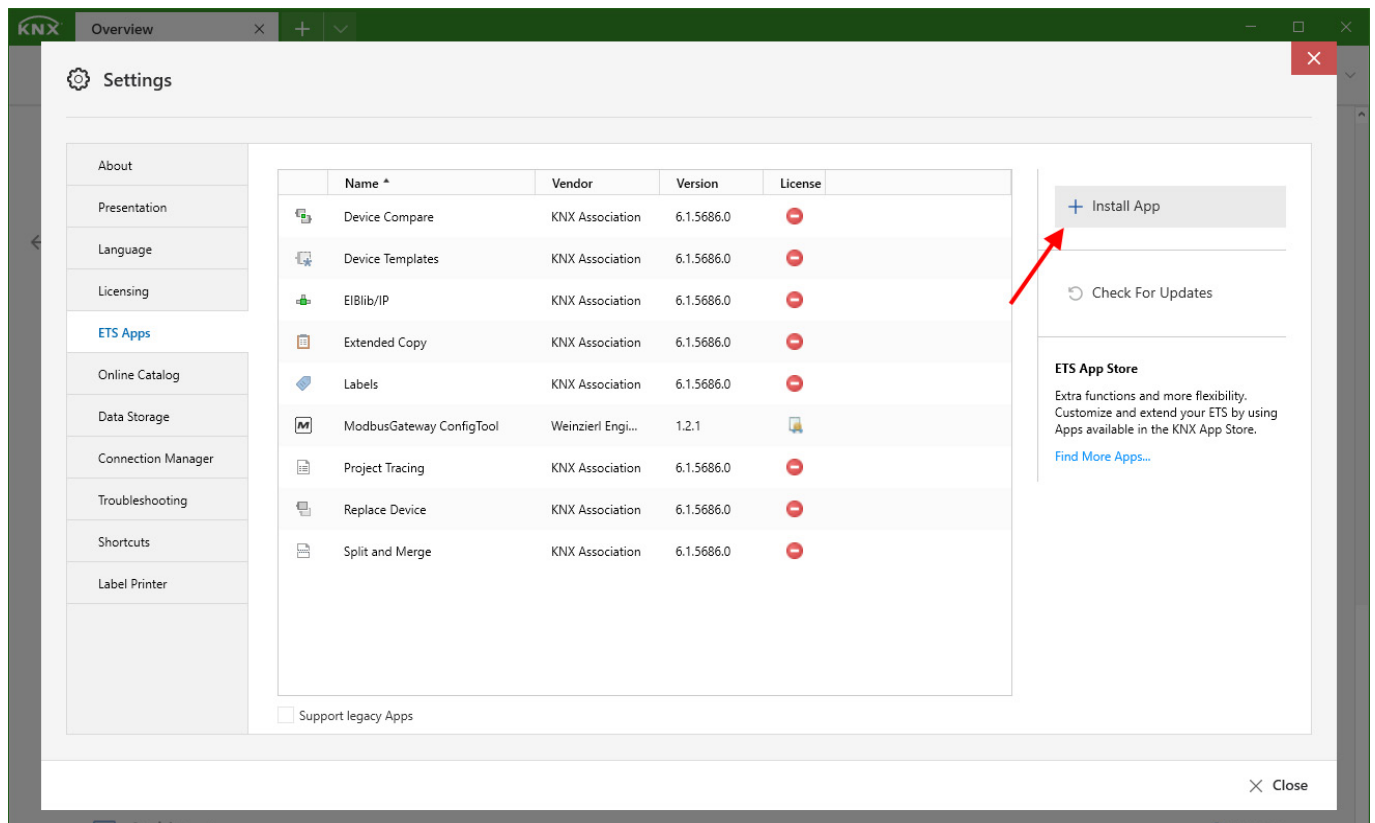 KNX Overview
Settings
About
Presentation
Language
Licensing
ETS Apps
Online Catalog
Data Storage
Connection Manager
Troubleshooting
Shortcuts
Label Printer
Name Vendor Version License
Device Compare KNX Association 6.1.5686.0
Device Templates KNX Association 6.1.5686.0
EIBlib/IP KNX Association 6.1.5686.0
Extended Copy KNX Association 6.1.5686.0
Labels KNX Association 6.1.5686.0
ModbusGateway ConfigTool Weinzierl Engi... 1.2.1
Project Tracing KNX Association 6.1.5686.0
Replace Device KNX Association 6.1.5686.0
Split and Merge KNX Association 6.1.5686.0
Support legacy Apps
Install App
Check For Updates
ETS App Store
Extra functions and more flexibility.
Customize and extend your ETS by using
Apps available in the KNX App Store.
Find More Apps...
Close